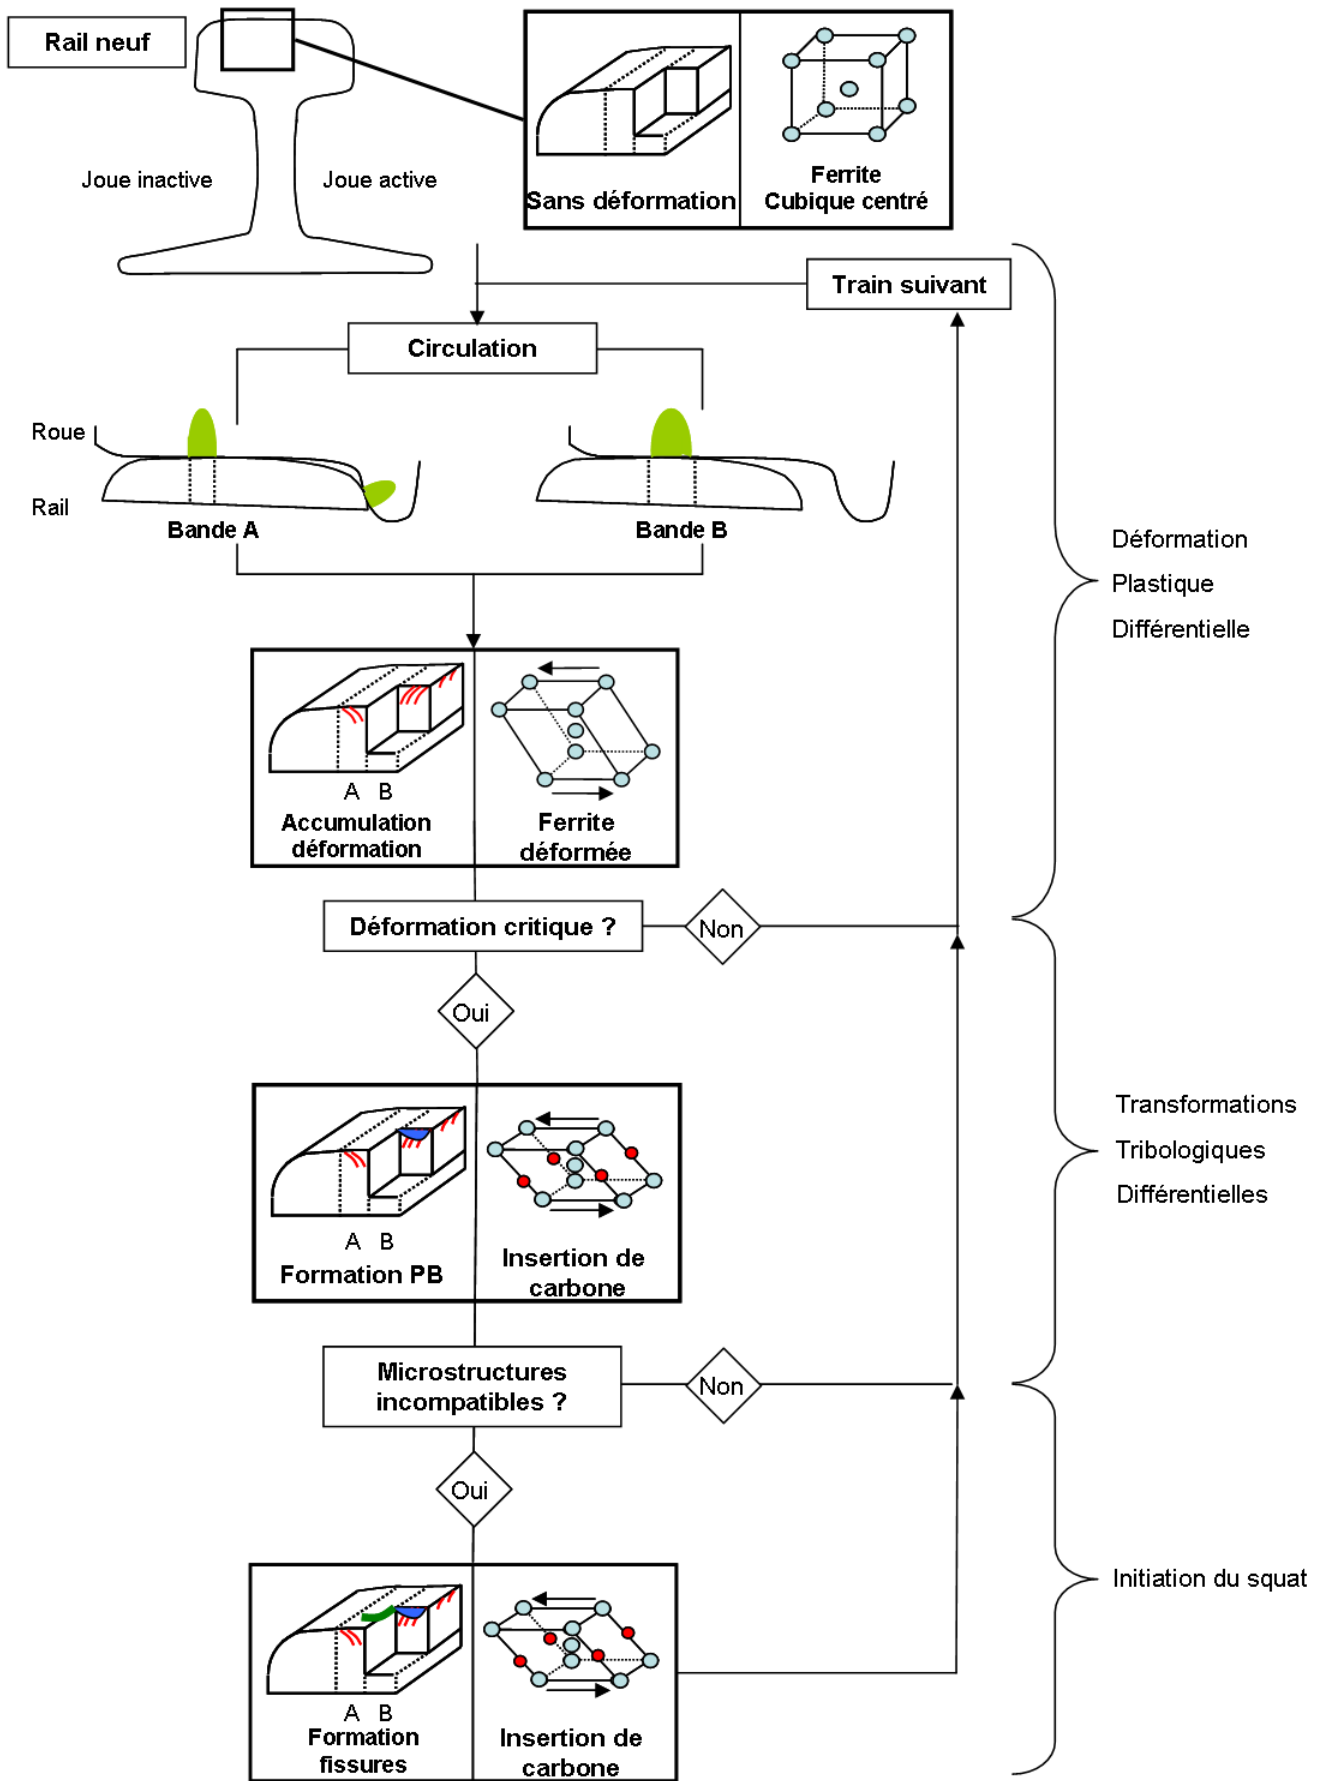 Rail neuf
Joue inactive
Joue active
Sans déformation
Ferrite
Cubique centré
Train suivant
Circulation
Roue
Rail
Bande A
Bande B
Déformation
Plastique
Différentielle
A B
Accumulation
déformation
Ferrite
déformée
Déformation critique ?
Non
Oui
A B
Formation PB
Insertion de
carbone
Transformations
Tribologiques
Différentielles
Microstructures
incompatibles ?
Non
Oui
A B
Formation
fissures
Insertion de
carbone
Initiation du squat